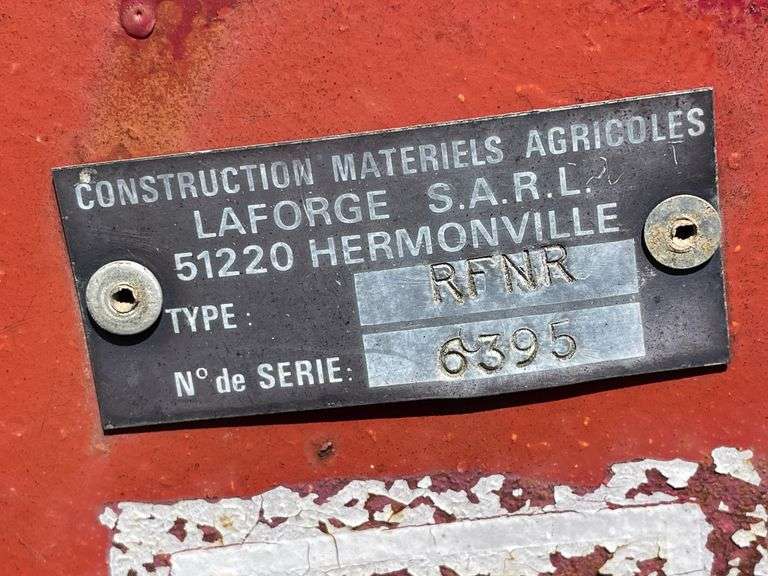 CONSTRUCTION MATERIELS AGRICOLES
LAFORGE S.A.R.L.
51220 HERMONVILLE
TYPE : RFNR
N° de SERIE: 6395